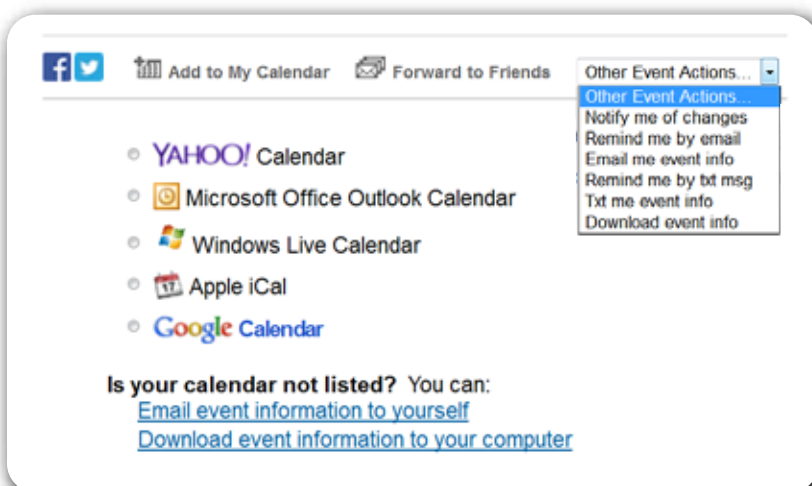 f
Add to My Calendar Forward to Friends Other Event Actions...
Other Event Actions...
Notify me of changes
Remind me by email
Email me event info
Remind me by txt msg
Txt me event info
Download event info
YAHOO! Calendar
Microsoft Office Outlook Calendar
Windows Live Calendar
17 Apple iCal
Google Calendar
Is your calendar not listed? You can:
Email event information to yourself
Download event information to your computer